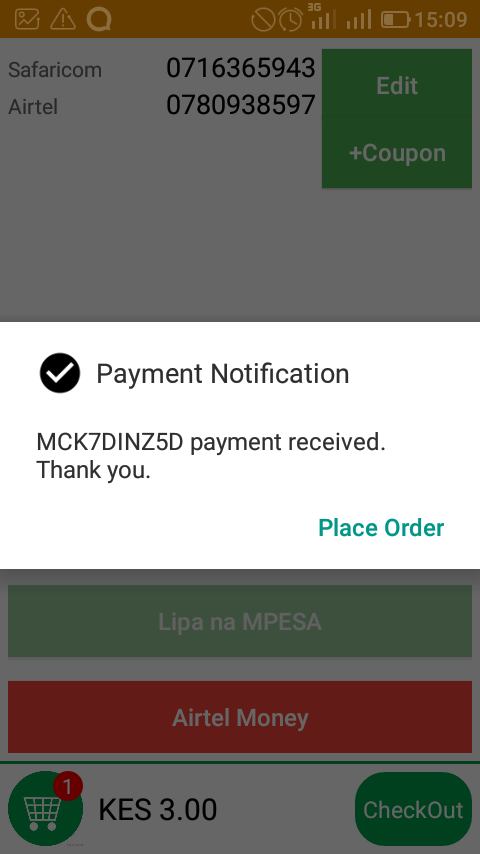 3G 15:09
Safaricom 0716365943 Edit
Airtel 0780938597
+Coupon
Payment Notification
MCK7DINZ5D payment received.
Thank you.
Place Order
Lipa na MPESA
Airtel Money
1
KES 3.00 CheckOut